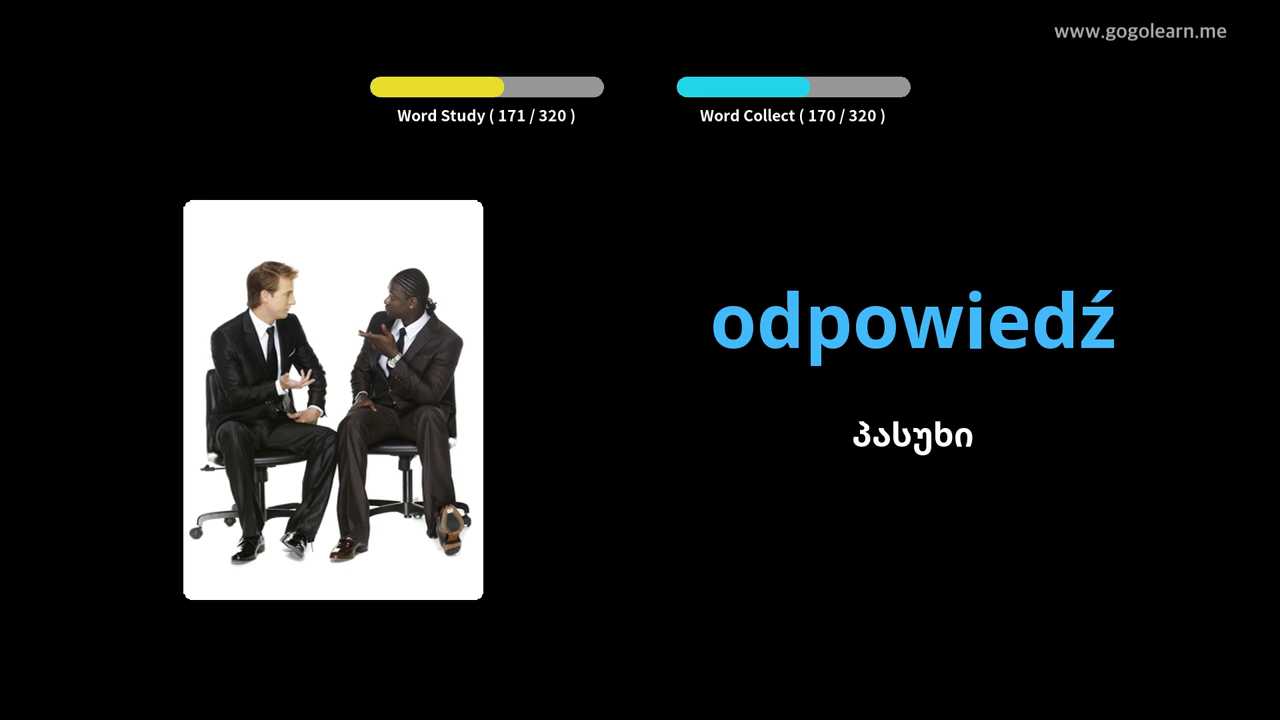 www.gogolearn.me
Word Study ( 171 / 320 )
Word Collect ( 170 / 320 )
odpowiedź
პასუხი